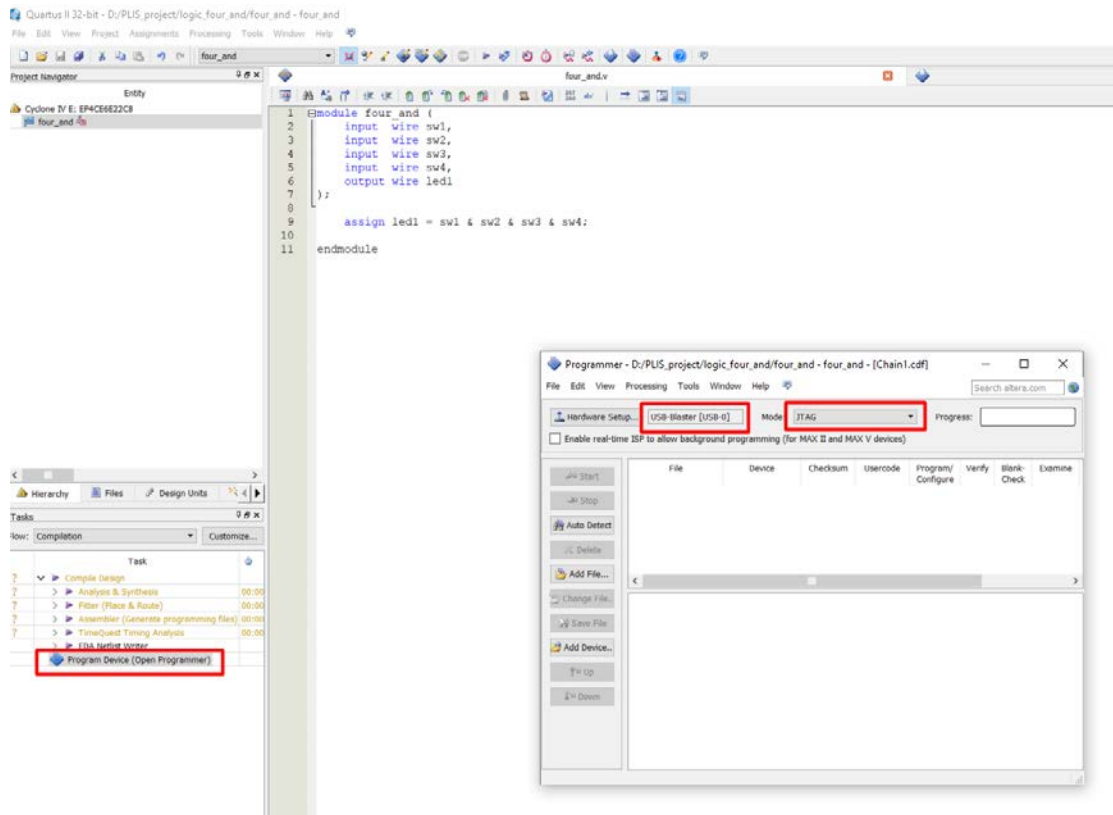 Quartus II 32-bit - D:/PLIS_project/logic_four_and/four_and - four_and
File Edit View Project Assignments Processing Tools Window Help
four_and
Project Navigator
four_and.v
Entity
Cyclone IV E: EP4CE6E22C8
four_and
1 module four_and (
2 input wire sw1,
3 input wire sw2,
4 input wire sw3,
5 input wire sw4,
6 output wire led1
7 );
8
9 assign led1 = sw1 & sw2 & sw3 & sw4;
10
11 endmodule
Hierarchy Files Design Units
Tasks
Flow: Compilation Customize...
Task
Compile Design
Analysis & Synthesis 00:00
Fitter (Place & Route) 00:00
Assembler (Generate programming files) 00:00
TimeQuest Timing Analysis 00:00
EDA Netlist Writer
Program Device (Open Programmer)
Programmer - D:/PLIS_project/logic_four_and/four_and - four_and - [Chain1.cdf]
File Edit View Processing Tools Window Help
Search altera.com
Hardware Setup... USB-Blaster [USB-0] Mode: JTAG Progress:
Enable real-time ISP to allow background programming (for MAX II and MAX V devices)
File Device Checksum Usercode Program/ Configure Verify Blank- Check Examine
Start
Stop
Auto Detect
Delete
Add File...
Change File..
Save File
Add Device..
Up
Down